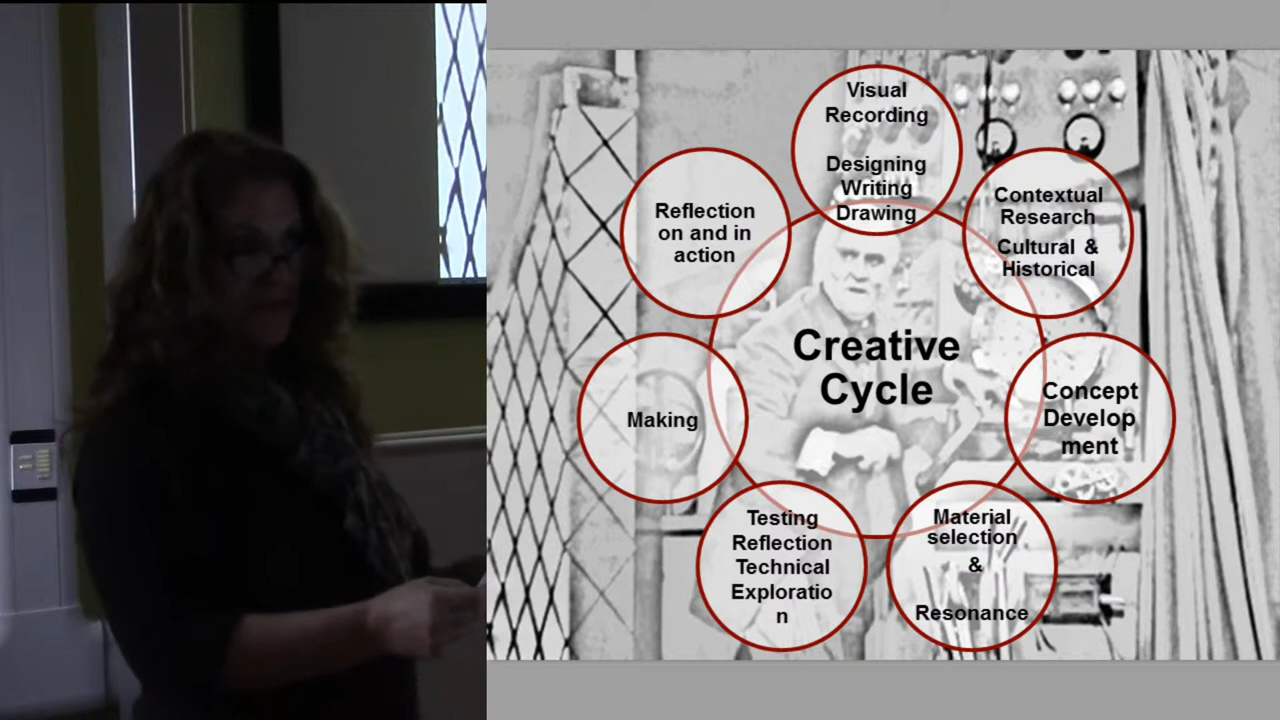 Visual
Recording
Designing
Writing
Drawing
Contextual
Research
Cultural &
Historical
Concept
Develop
ment
Material
selection
&
Resonance
Testing
Reflection
Technical
Exploratio
n
Making
Reflection
on and in
action
Creative
Cycle